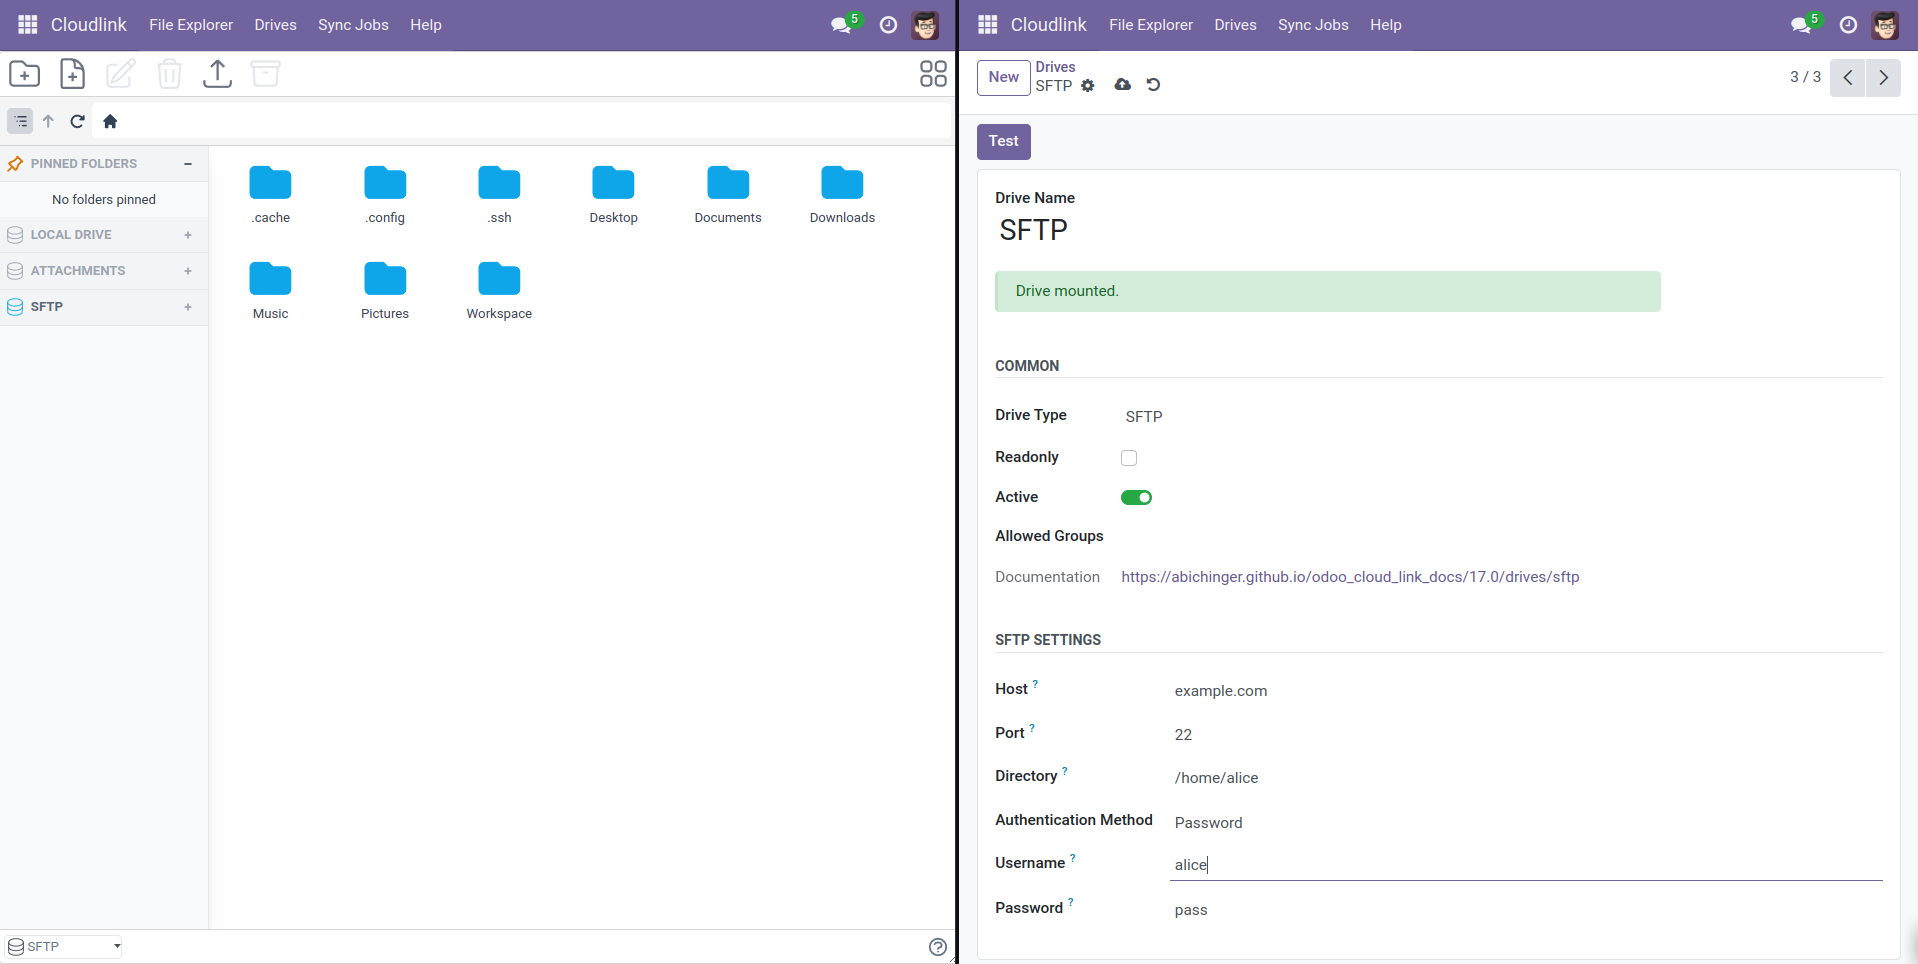 Cloudlink File Explorer Drives Sync Jobs Help 5
PINNED FOLDERS
No folders pinned
LOCAL DRIVE
ATTACHMENTS
SFTP
.cache .config .ssh Desktop Documents Downloads
Music Pictures Workspace
SFTP
Cloudlink File Explorer Drives Sync Jobs Help 5
New
Drives
SFTP
3 / 3
Test
Drive Name
SFTP
Drive mounted.
COMMON
Drive Type SFTP
Readonly
Active
Allowed Groups
Documentation https://abichinger.github.io/odoo_cloud_link_docs/17.0/drives/sftp
SFTP SETTINGS
Host ? example.com
Port ? 22
Directory ? /home/alice
Authentication Method Password
Username ? alice
Password ? pass